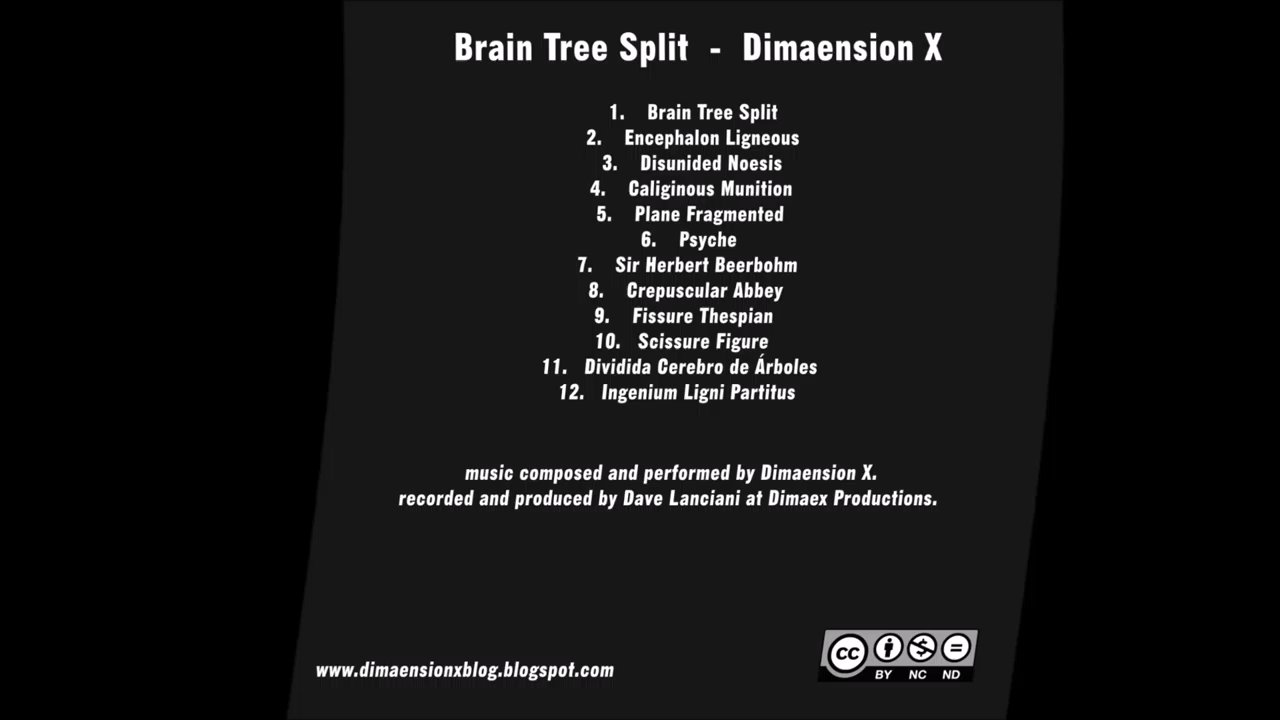 Brain Tree Split - Dimaension X
1. Brain Tree Split
2. Encephalon Ligneous
3. Disunided Noesis
4. Caliginous Munition
5. Plane Fragmented
6. Psyche
7. Sir Herbert Beerbohm
8. Crepuscular Abbey
9. Fissure Thespian
10. Scissure Figure
11. Dividida Cerebro de Árboles
12. Ingenium Ligni Partitus
music composed and performed by Dimaension X.
recorded and produced by Dave Lanciani at Dimaex Productions.
www.dimaensionxblog.blogspot.com
cc BY NC ND